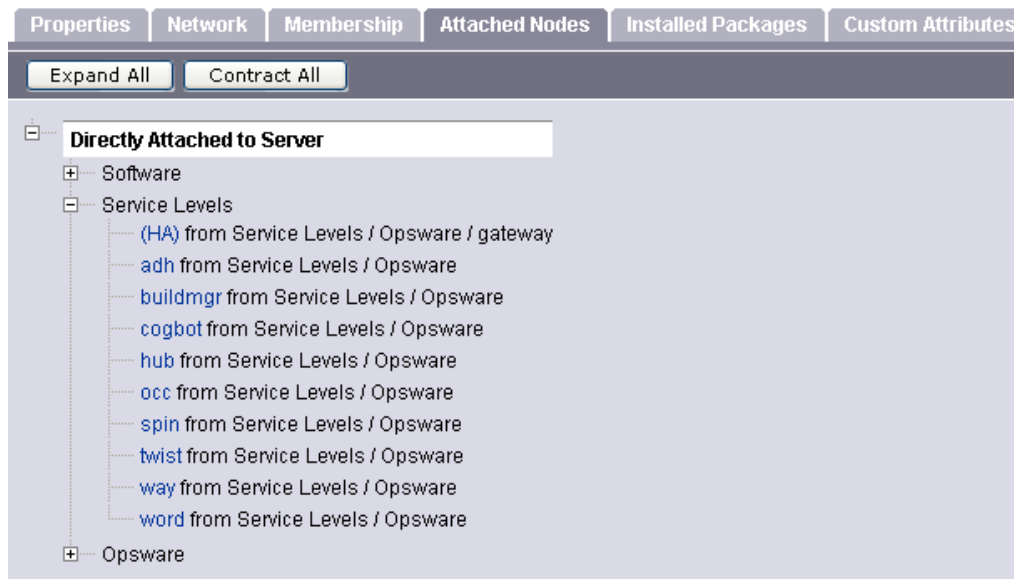 Properties Network Membership Attached Nodes Installed Packages Custom Attributes
Expand All Contract All
Directly Attached to Server
Software
Service Levels
(HA) from Service Levels / Opsware / gateway
adh from Service Levels / Opsware
buildmgr from Service Levels / Opsware
cogbot from Service Levels / Opsware
hub from Service Levels / Opsware
occ from Service Levels / Opsware
spin from Service Levels / Opsware
twist from Service Levels / Opsware
way from Service Levels / Opsware
word from Service Levels / Opsware
Opsware